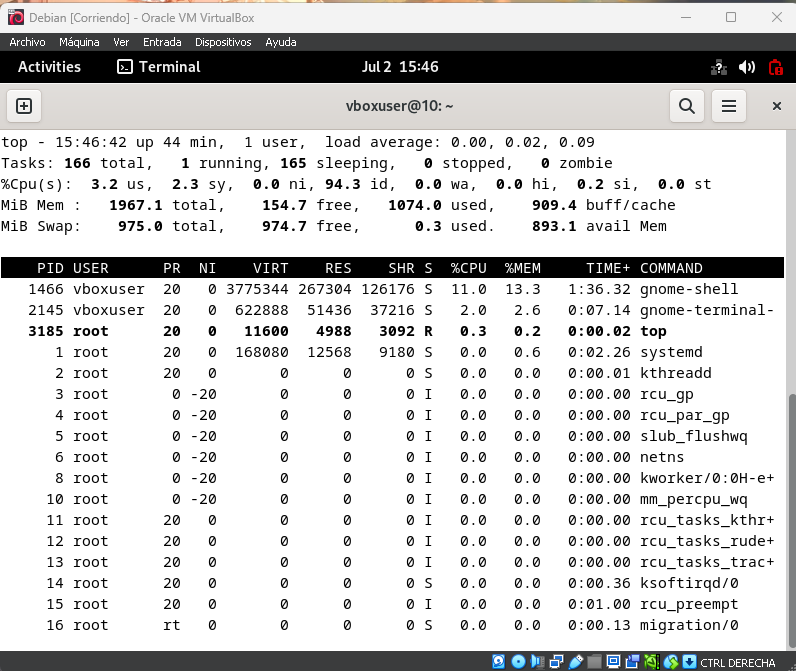 Debian [Corriendo] - Oracle VM VirtualBox
Archivo Máquina Ver Entrada Dispositivos Ayuda
Activities Terminal Jul 2 15:46
vboxuser@10: ~
top - 15:46:42 up 44 min, 1 user, load average: 0.00, 0.02, 0.09
Tasks: 166 total, 1 running, 165 sleeping, 0 stopped, 0 zombie
%Cpu(s): 3.2 us, 2.3 sy, 0.0 ni, 94.3 id, 0.0 wa, 0.0 hi, 0.2 si, 0.0 st
MiB Mem : 1967.1 total, 154.7 free, 1074.0 used, 909.4 buff/cache
MiB Swap: 975.0 total, 974.7 free, 0.3 used. 893.1 avail Mem
PID USER PR NI VIRT RES SHR S %CPU %MEM TIME+ COMMAND
1466 vboxuser 20 0 3775344 267304 126176 S 11.0 13.3 1:36.32 gnome-shell
2145 vboxuser 20 0 622888 51436 37216 S 2.0 2.6 0:07.14 gnome-terminal-
3185 root 20 0 11600 4988 3092 R 0.3 0.2 0:00.02 top
1 root 20 0 168080 12568 9180 S 0.0 0.6 0:02.26 systemd
2 root 20 0 0 0 0 S 0.0 0.0 0:00.01 kthreadd
3 root 0 -20 0 0 0 I 0.0 0.0 0:00.00 rcu_gp
4 root 0 -20 0 0 0 I 0.0 0.0 0:00.00 rcu_par_gp
5 root 0 -20 0 0 0 I 0.0 0.0 0:00.00 slub_flushwq
6 root 0 -20 0 0 0 I 0.0 0.0 0:00.00 netns
8 root 0 -20 0 0 0 I 0.0 0.0 0:00.00 kworker/0:0H-e+
10 root 0 -20 0 0 0 I 0.0 0.0 0:00.00 mm_percpu_wq
11 root 20 0 0 0 0 I 0.0 0.0 0:00.00 rcu_tasks_kthr+
12 root 20 0 0 0 0 I 0.0 0.0 0:00.00 rcu_tasks_rude+
13 root 20 0 0 0 0 I 0.0 0.0 0:00.00 rcu_tasks_trac+
14 root 20 0 0 0 0 S 0.0 0.0 0:00.36 ksoftirqd/0
15 root 20 0 0 0 0 I 0.0 0.0 0:01.00 rcu_preempt
16 root rt 0 0 0 0 S 0.0 0.0 0:00.13 migration/0
CTRL DERECHA